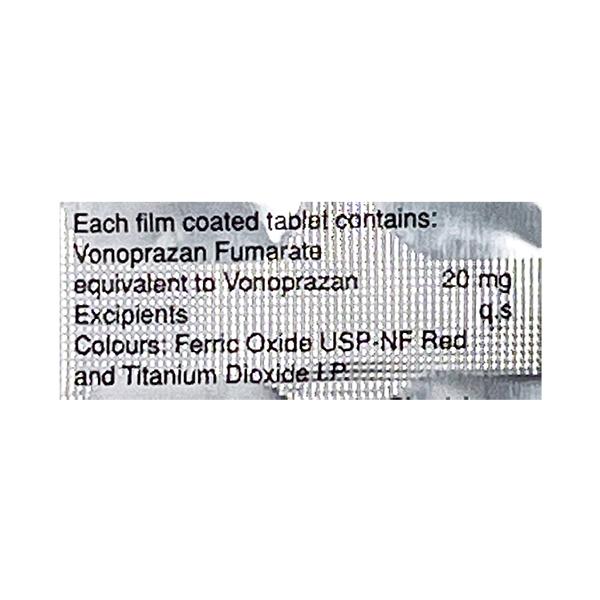 Each film coated tablet contains:
Vonoprazan Fumarate
equivalent to Vonoprazan 20 mg
Excipients q.s
Colours: Ferric Oxide USP-NF Red
and Titanium Dioxide I.P.